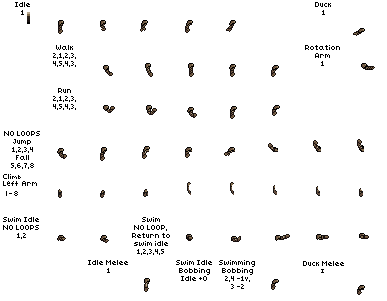 Idle
1
Duck
1
Walk
2,1,2,3,
4,5,4,3,
Rotation
Arm
1
Run
2,1,2,3,
4,5,4,3,
NO LOOPS
Jump
1,2,3,4
Fall
5,6,7,8
Climb
Left Arm
1-8
Swim Idle
NO LOOPS
1,2
Swim
NO LOOP,
Return to
swim idle
1,2,3,4,5
Swim Idle
Bobbing
Idle +0
Swimming
Bobbing
2,4 -1v,
3 -2
Idle Melee
1
Duck Melee
1